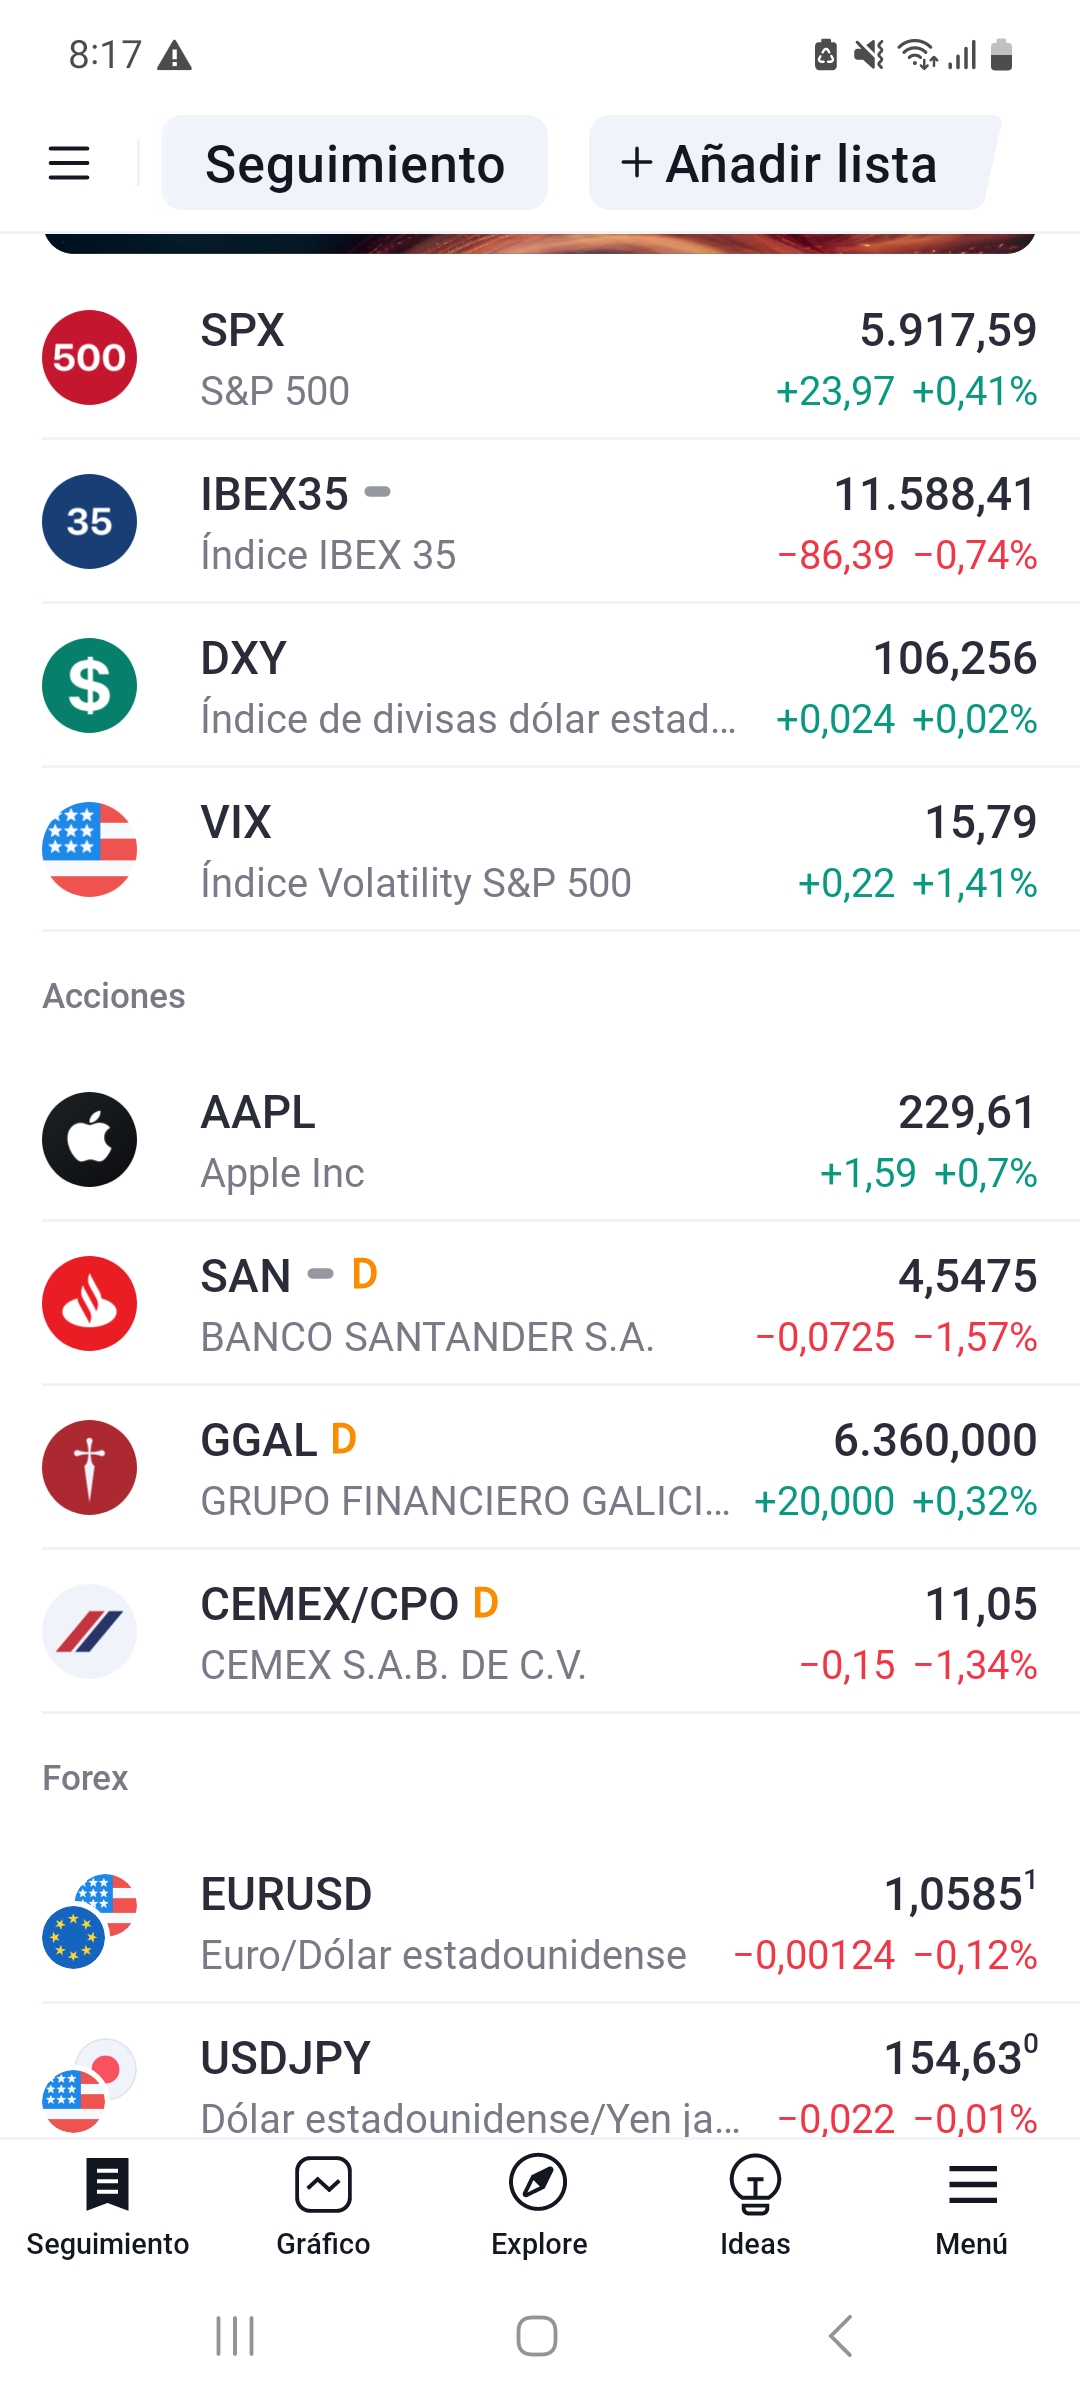 8:17
Seguimiento
+ Añadir lista
500
SPX
5.917,59
S&P 500
+23,97 +0,41%
35
IBEX35
11.588,41
Índice IBEX 35
−86,39 −0,74%
$
DXY
106,256
Índice de divisas dólar estad...
+0,024 +0,02%
VIX
15,79
Índice Volatility S&P 500
+0,22 +1,41%
Acciones
AAPL
229,61
Apple Inc
+1,59 +0,7%
SAN D
4,5475
BANCO SANTANDER S.A.
−0,0725 −1,57%
GGAL D
6.360,000
GRUPO FINANCIERO GALICI...
+20,000 +0,32%
CEMEX/CPO D
11,05
CEMEX S.A.B. DE C.V.
−0,15 −1,34%
Forex
EURUSD
1,0585¹
Euro/Dólar estadounidense
−0,00124 −0,12%
USDJPY
154,63⁰
Dólar estadounidense/Yen ja...
−0,022 −0,01%
Seguimiento
Gráfico
Explore
Ideas
Menú